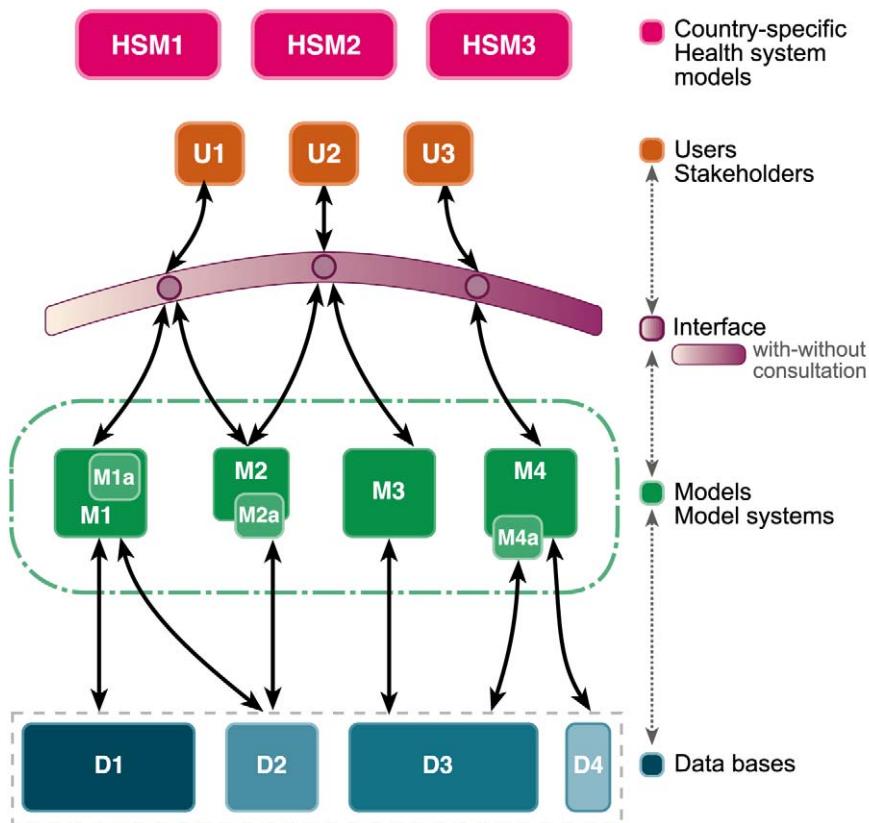 HSM1 HSM2 HSM3
Country-specific
Health system
models
U1 U2 U3
Users
Stakeholders
Interface
with-without
consultation
M1a
M1
M2
M2a
M3
M4
M4a
Models
Model systems
D1 D2 D3 D4
Data bases